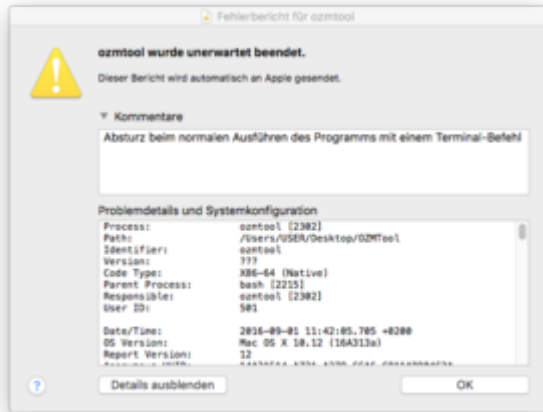 Fehlerbericht für ozmtool
ozmtool wurde unerwartet beendet.
Dieser Bericht wird automatisch an Apple gesendet.
Kommentare
Absturz beim normalen Ausführen des Programms mit einem Terminal-Befehl
Problemdetails und Systemkonfiguration
Process: ozmtool [2302]
Path: /Users/USER/Desktop/OZMTool
Identifier: ozmtool
Version: ???
Code Type: X86-64 (Native)
Parent Process: bash [2215]
Responsible: ozmtool [2302]
User ID: 501
Date/Time: 2016-09-01 11:42:05.705 +0200
OS Version: Mac OS X 10.12 (16A313a)
Report Version: 12
?
Details ausblenden
OK